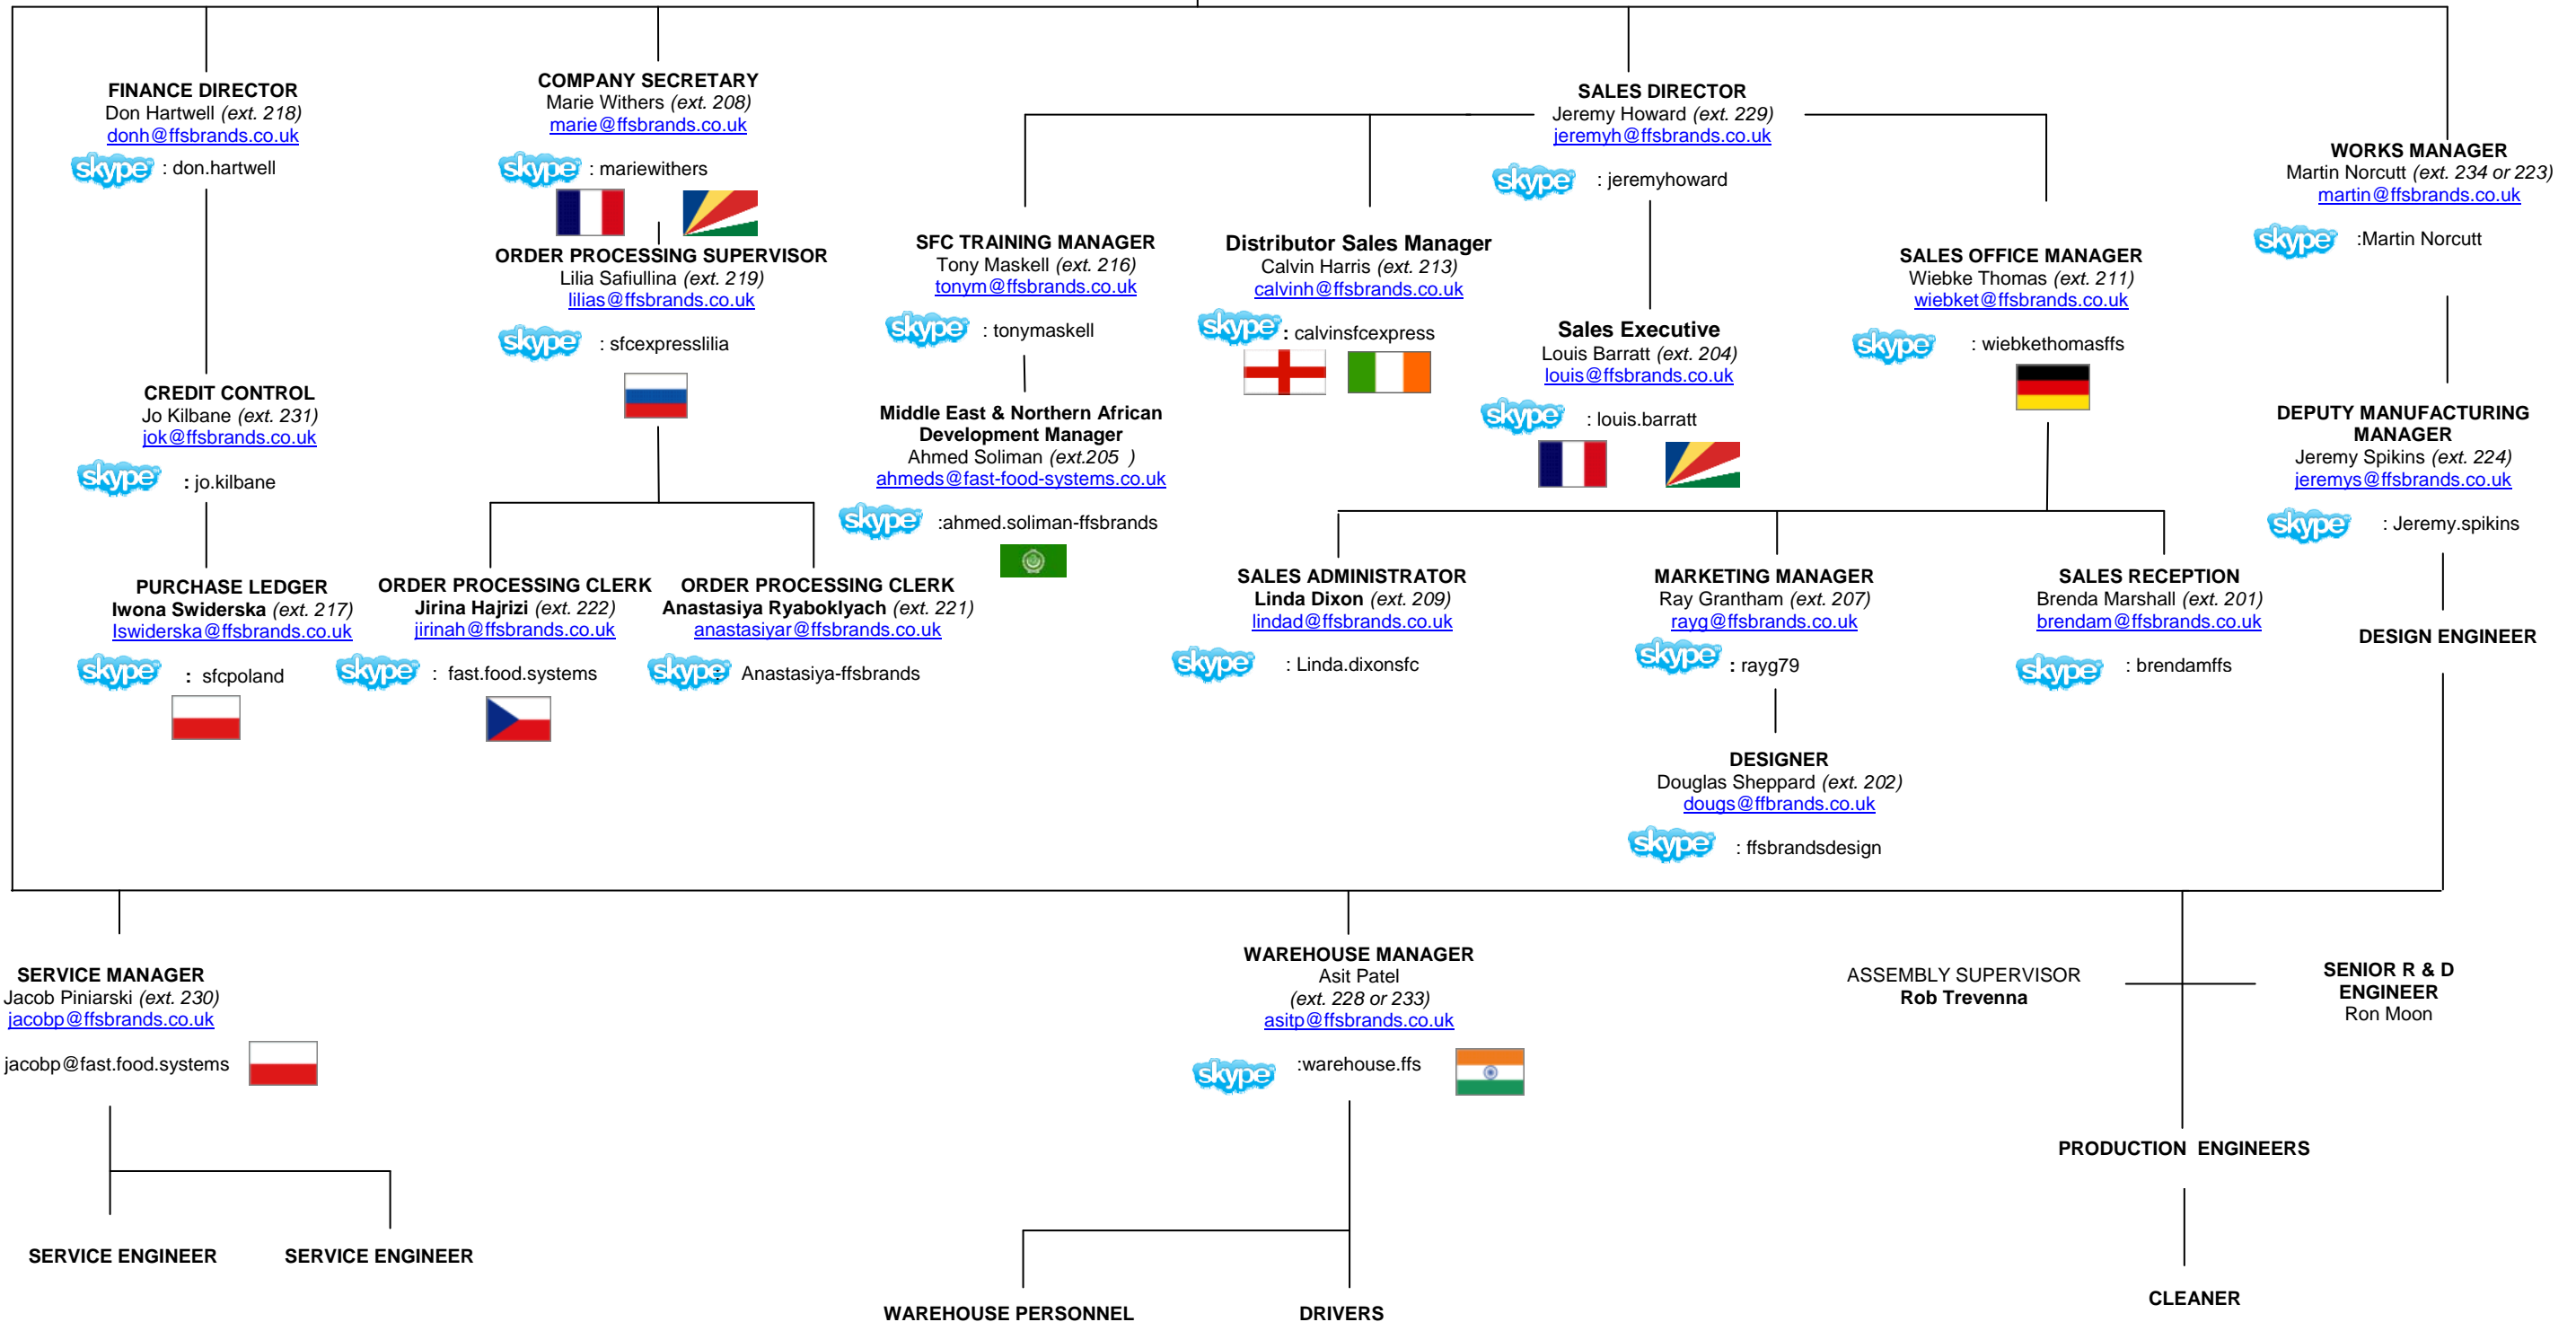 FINANCE DIRECTOR
Don Hartwell (ext. 218)
donh@ffsbrands.co.uk
skype : don.hartwell
CREDIT CONTROL
Jo Kilbane (ext. 231)
jok@ffsbrands.co.uk
skype : jo.kilbane
PURCHASE LEDGER
Iwona Swiderska (ext. 217)
Iswiderska@ffsbrands.co.uk
skype : sfcpoland
COMPANY SECRETARY
Marie Withers (ext. 208)
marie@ffsbrands.co.uk
skype : mariewithers
ORDER PROCESSING SUPERVISOR
Lilia Safiullina (ext. 219)
lilias@ffsbrands.co.uk
skype : sfcexpresslilia
ORDER PROCESSING CLERK
Jirina Hajrizi (ext. 222)
jirinah@ffsbrands.co.uk
skype : fast.food.systems
ORDER PROCESSING CLERK
Anastasiya Ryaboklyach (ext. 221)
anastasiyar@ffsbrands.co.uk
skype : Anastasiya-ffsbrands
SALES DIRECTOR
Jeremy Howard (ext. 229)
jeremyh@ffsbrands.co.uk
skype : jeremyhoward
SFC TRAINING MANAGER
Tony Maskell (ext. 216)
tonym@ffsbrands.co.uk
skype : tonymaskell
Middle East & Northern African
Development Manager
Ahmed Soliman (ext.205 )
ahmeds@fast-food-systems.co.uk
skype :ahmed.soliman-ffsbrands
Distributor Sales Manager
Calvin Harris (ext. 213)
calvinh@ffsbrands.co.uk
skype : calvinsfcexpress
Sales Executive
Louis Barratt (ext. 204)
louis@ffsbrands.co.uk
skype : louis.barratt
SALES OFFICE MANAGER
Wiebke Thomas (ext. 211)
wiebket@ffsbrands.co.uk
skype : wiebkethomasffs
SALES ADMINISTRATOR
Linda Dixon (ext. 209)
lindad@ffsbrands.co.uk
skype : Linda.dixonsfc
MARKETING MANAGER
Ray Grantham (ext. 207)
rayg@ffsbrands.co.uk
skype : rayg79
DESIGNER
Douglas Sheppard (ext. 202)
dougs@ffbrands.co.uk
skype : ffsbrandsdesign
SALES RECEPTION
Brenda Marshall (ext. 201)
brendam@ffsbrands.co.uk
skype : brendamffs
WORKS MANAGER
Martin Norcutt (ext. 234 or 223)
martin@ffsbrands.co.uk
skype :Martin Norcutt
DEPUTY MANUFACTURING
MANAGER
Jeremy Spikins (ext. 224)
jeremys@ffsbrands.co.uk
skype : Jeremy.spikins
DESIGN ENGINEER
SERVICE MANAGER
Jacob Piniarski (ext. 230)
jacobp@ffsbrands.co.uk
jacobp@fast.food.systems
SERVICE ENGINEER
SERVICE ENGINEER
WAREHOUSE MANAGER
Asit Patel
(ext. 228 or 233)
asitp@ffsbrands.co.uk
skype :warehouse.ffs
WAREHOUSE PERSONNEL
DRIVERS
ASSEMBLY SUPERVISOR
Rob Trevenna
SENIOR R & D
ENGINEER
Ron Moon
PRODUCTION ENGINEERS
CLEANER